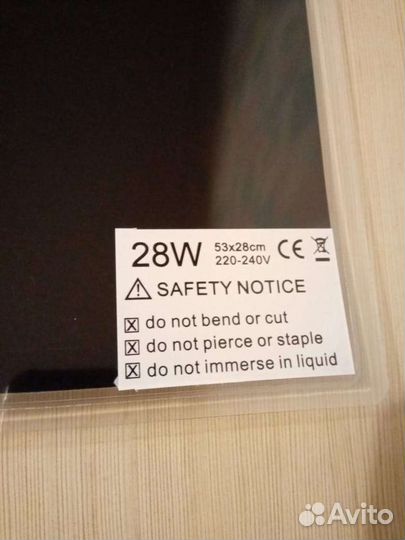 28W 53x28cm CE
220-240V
⚠ SAFETY NOTICE
☒ do not bend or cut
☒ do not pierce or staple
☒ do not immerse in liquid
Avito